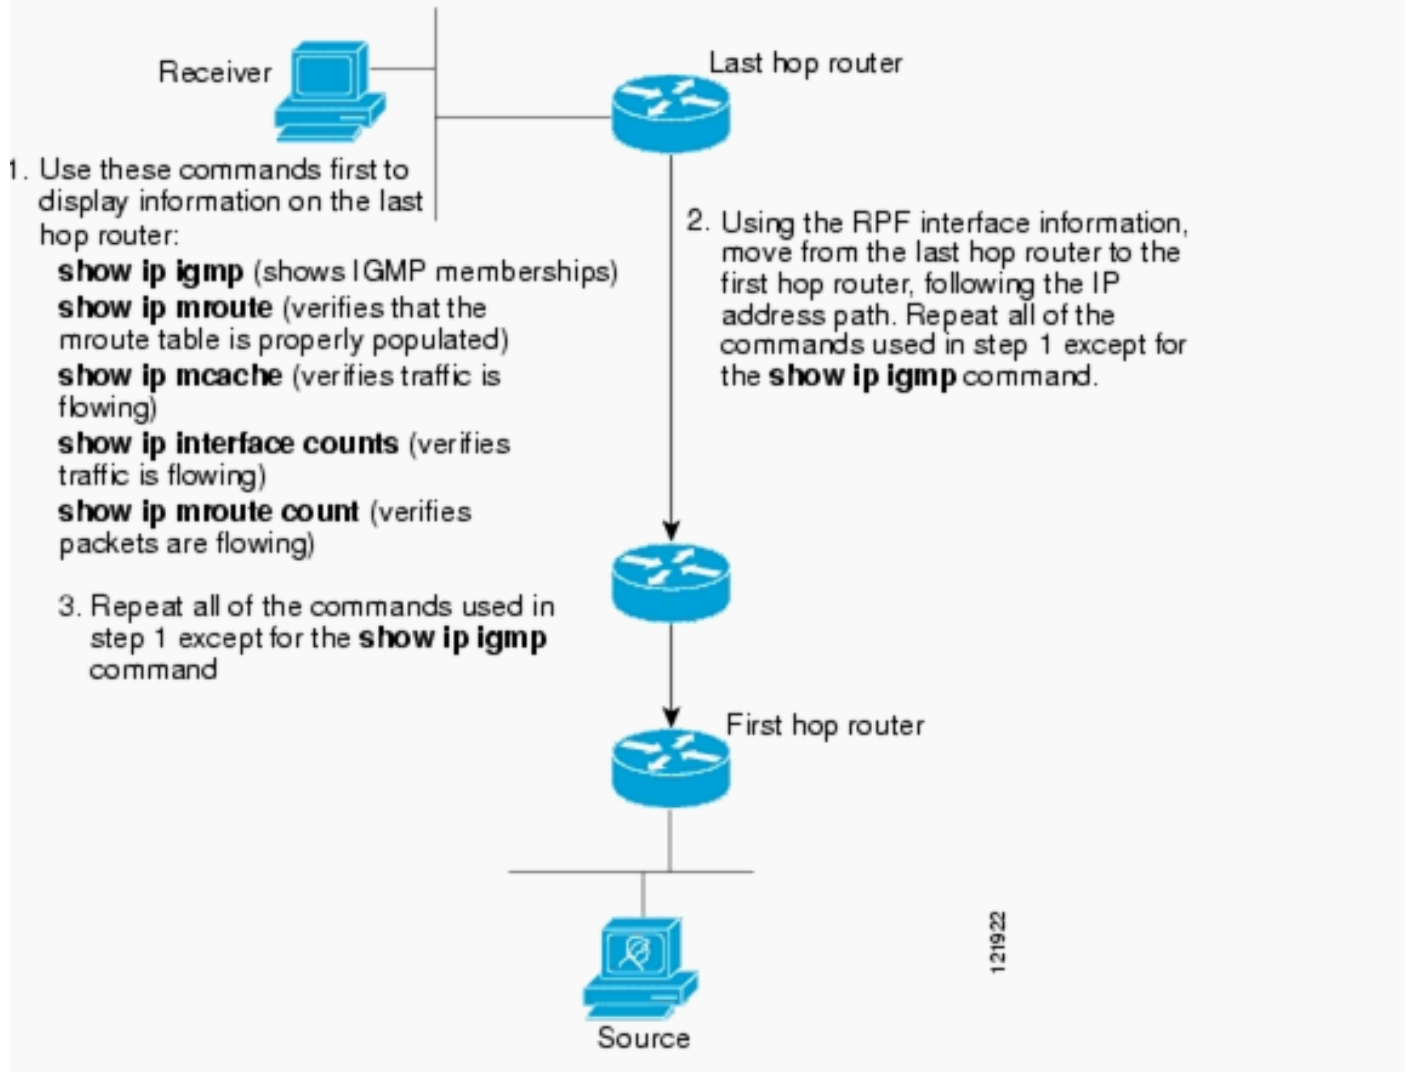 Receiver
Last hop router
1. Use these commands first to
display information on the last
hop router:
show ip igmp (shows IGMP memberships)
show ip mroute (verifies that the
mroute table is properly populated)
show ip mcache (verifies traffic is
flowing)
show ip interface counts (verifies
traffic is flowing)
show ip mroute count (verifies
packets are flowing)
2. Using the RPF interface information,
move from the last hop router to the
first hop router, following the IP
address path. Repeat all of the
commands used in step 1 except for
the show ip igmp command.
3. Repeat all of the commands used in
step 1 except for the show ip igmp
command
First hop router
Source
121922